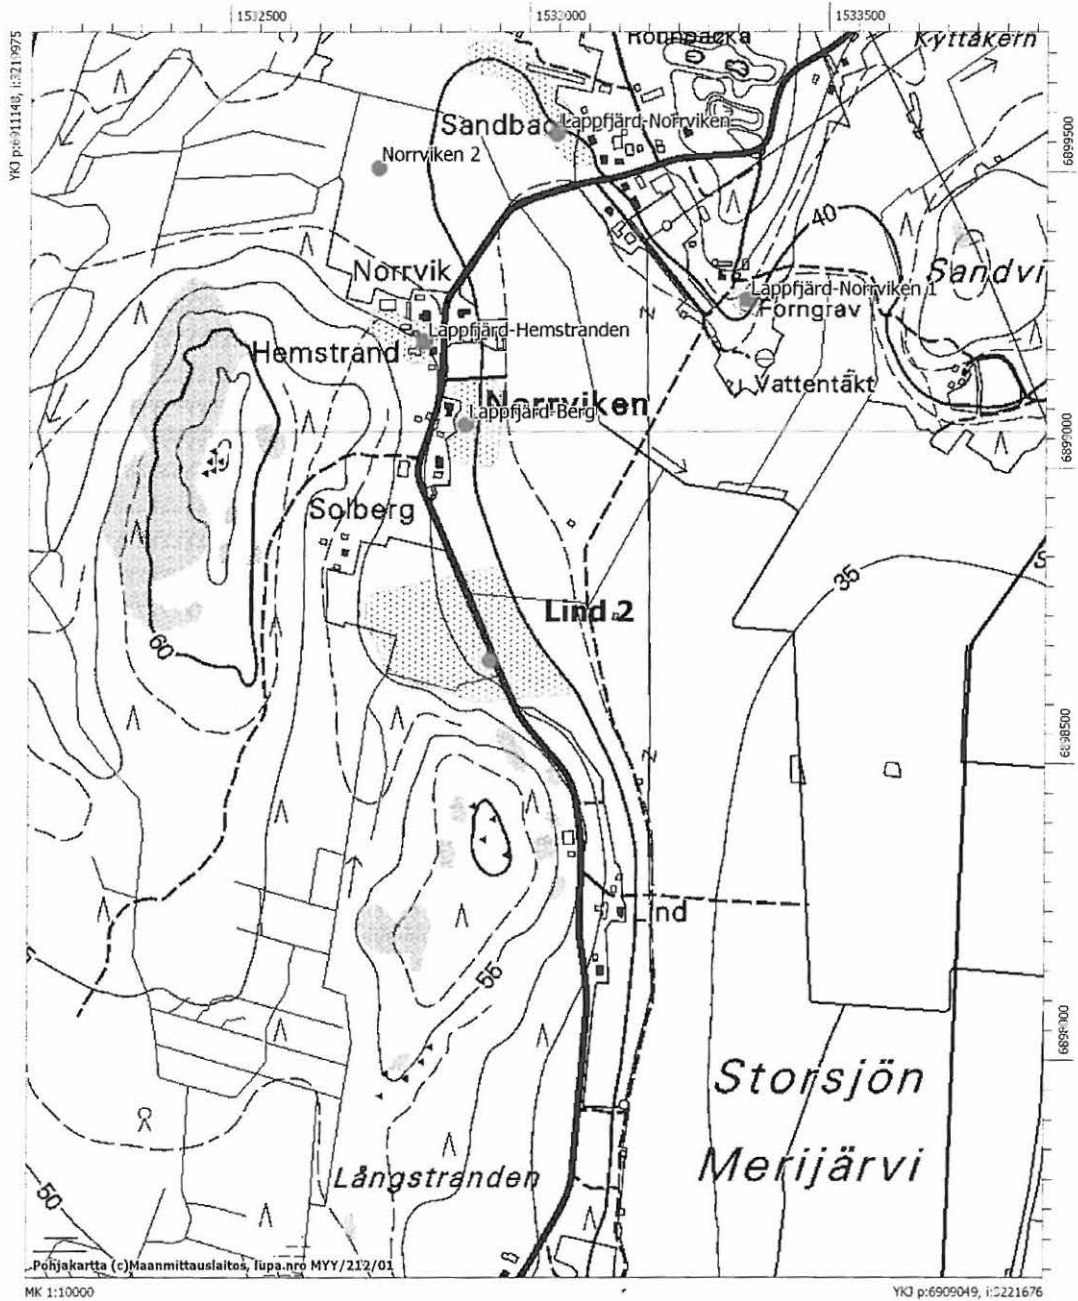 1532500
1533000
1533500
Kyttäkern
Sandbac
Lappfjärd-Norrviken
Norrviken 2
6899500
40
Norrvik
Sandvi
Lappfjärd-Norrviken 1
Forngrav
Lappfjärd-Hemstranden
Hemstrand
Vattentäkt
Norrviken
Lappfjärd-Berg
6899000
Solberg
35
Lind 2
60
6898500
Lind
55
6898000
Storsjön
Merijärvi
Långstranden
50
Pohjakartta (c)Maanmittauslaitos, lupa.nro MYY/212/01
MK 1:10000